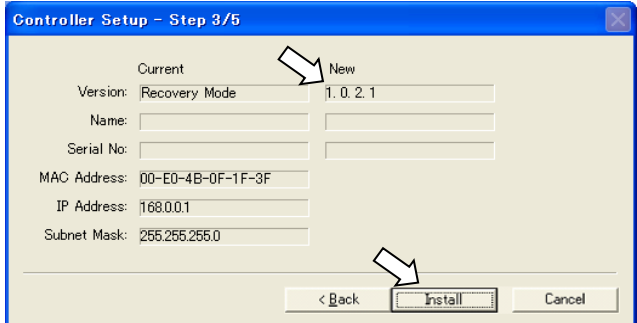 Controller Setup - Step 3/5
Current New
Version: Recovery Mode 1. 0. 2. 1
Name:
Serial No:
MAC Address: 00-E0-4B-0F-1F-3F
IP Address: 168.0.0.1
Subnet Mask: 255.255.255.0
< Back Install Cancel